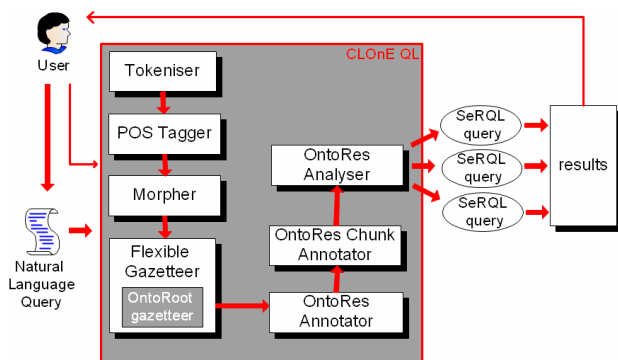 User
CLOnE QL
Tokeniser
POS Tagger
Morpher
Flexible
Gazetteer
OntoRoot
gazetteer
OntoRes
Annotator
OntoRes Chunk
Annotator
OntoRes
Analyser
SeRQL
query
SeRQL
query
SeRQL
query
results
Natural
Language
Query